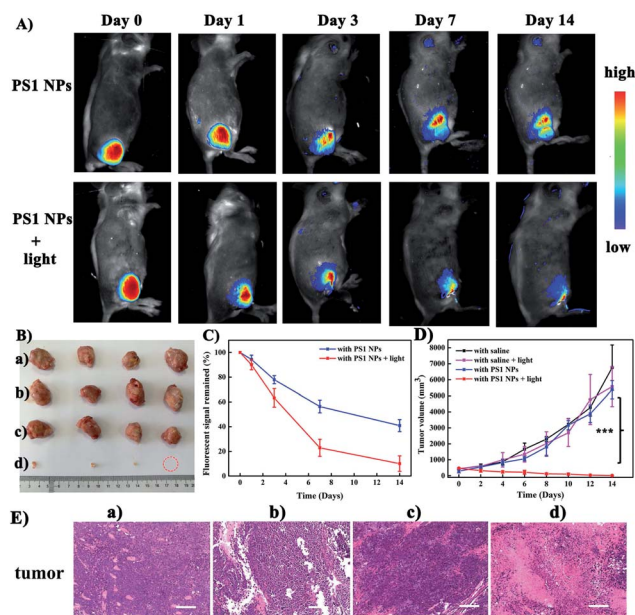 A)
Day 0 Day 1 Day 3 Day 7 Day 14
PS1 NPs
high
PS1 NPs
+
light
low
B)
a)
b)
c)
d)
C)
with PS1 NPs
with PS1 NPs + light
Fluorescent signal remained (%)
100
80
60
40
20
0
0 2 4 6 8 10 12 14
Time (Days)
D)
with saline
with saline + light
with PS1 NPs
with PS1 NPs + light
***
Tumor volume (mm³)
8000
7000
6000
5000
4000
3000
2000
1000
0
0 2 4 6 8 10 12 14
Time (Days)
E)
a) b) c) d)
tumor